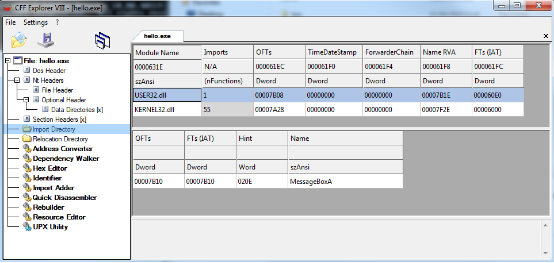 CFF Explorer VIII - [hello.exe]
File Settings ?
hello.exe
File: hello.exe
Dos Header
Nt Headers
File Header
Optional Header
Data Directories [x]
Section Headers [x]
Import Directory
Relocation Directory
Address Converter
Dependency Walker
Hex Editor
Identifier
Import Adder
Quick Disassembler
Rebuilder
Resource Editor
UPX Utility
Module Name Imports OFTs TimeDateStamp ForwarderChain Name RVA FTs (IAT)
0000631E N/A 000061EC 000061F0 000061F4 000061F8 000061FC
szAnsi (nFunctions) Dword Dword Dword Dword Dword
USER32.dll 1 00007B08 00000000 00000000 00007B1E 000060E0
KERNEL32.dll 55 00007A28 00000000 00000000 00007F2E 00006000
OFTs FTs (IAT) Hint Name
Dword Dword Word szAnsi
00007B10 00007B10 020E MessageBoxA